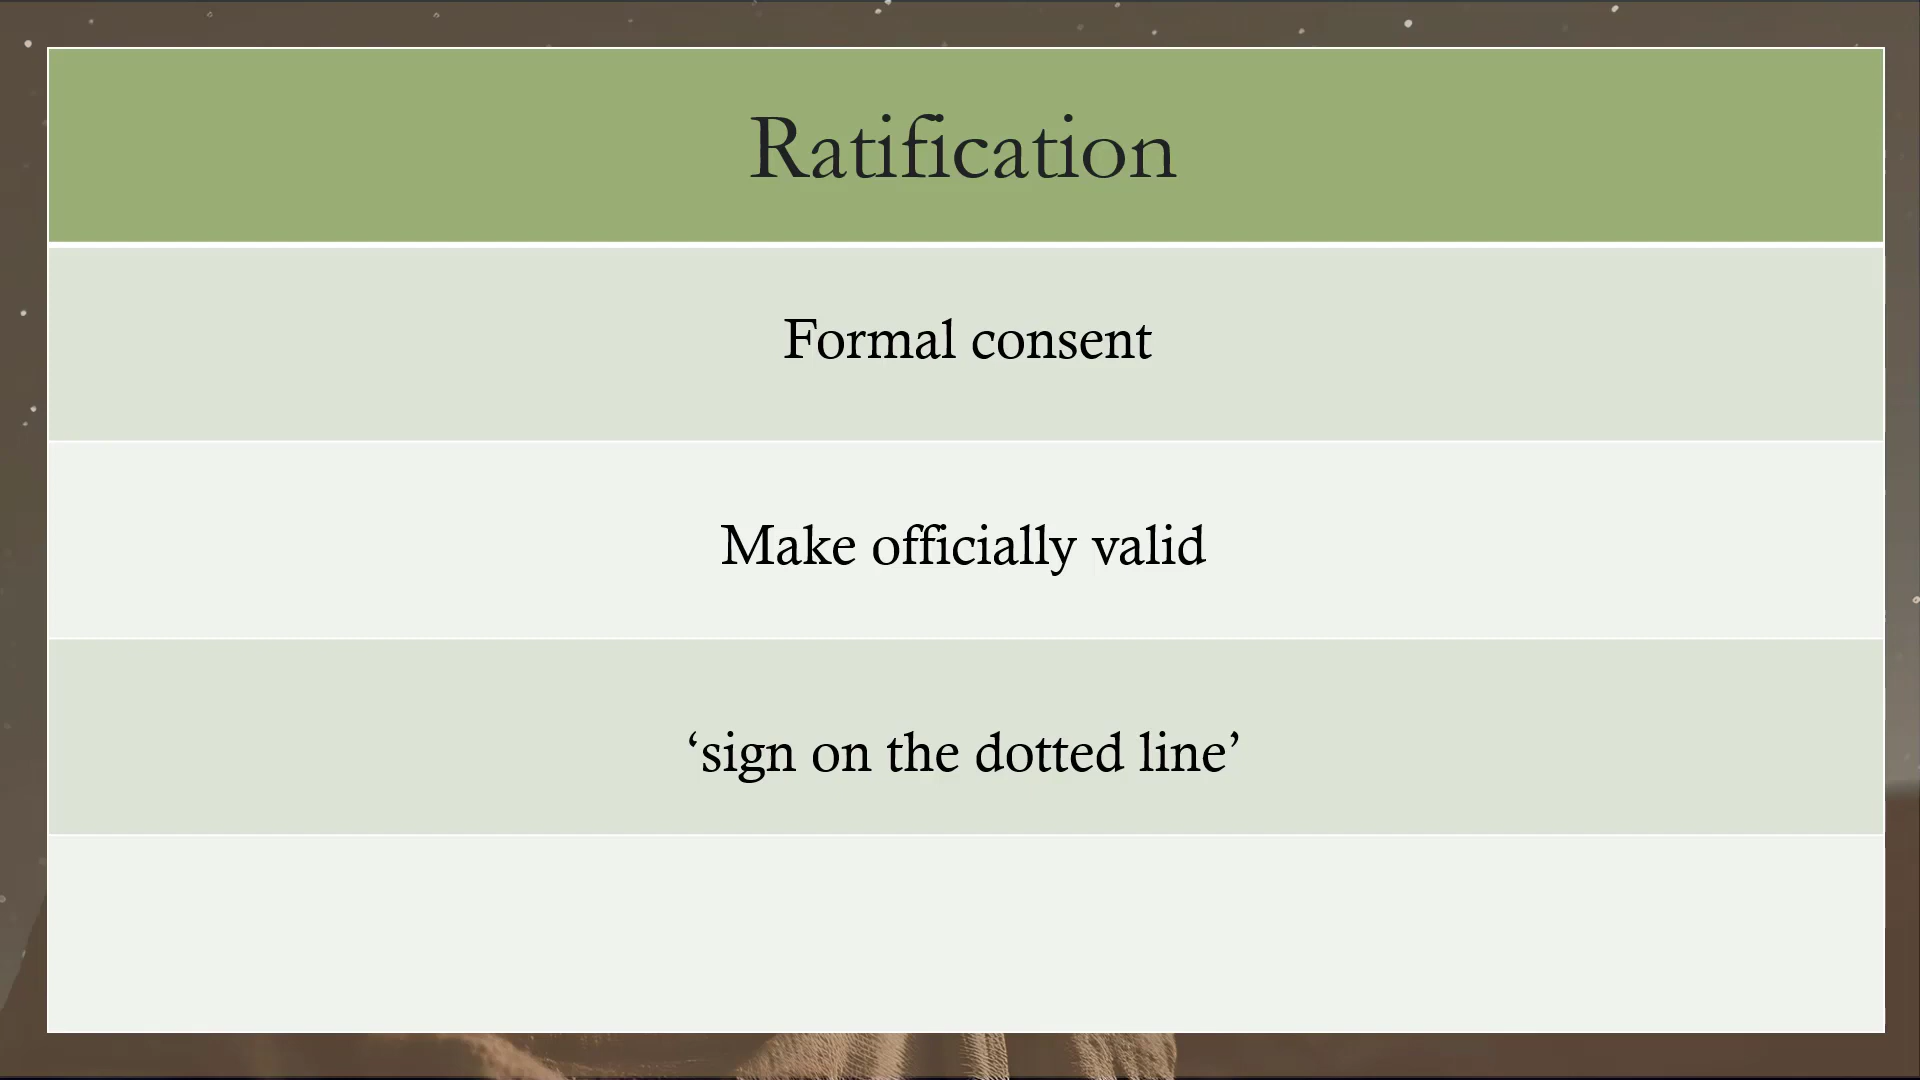 Ratification
Formal consent
Make officially valid
‘sign on the dotted line’